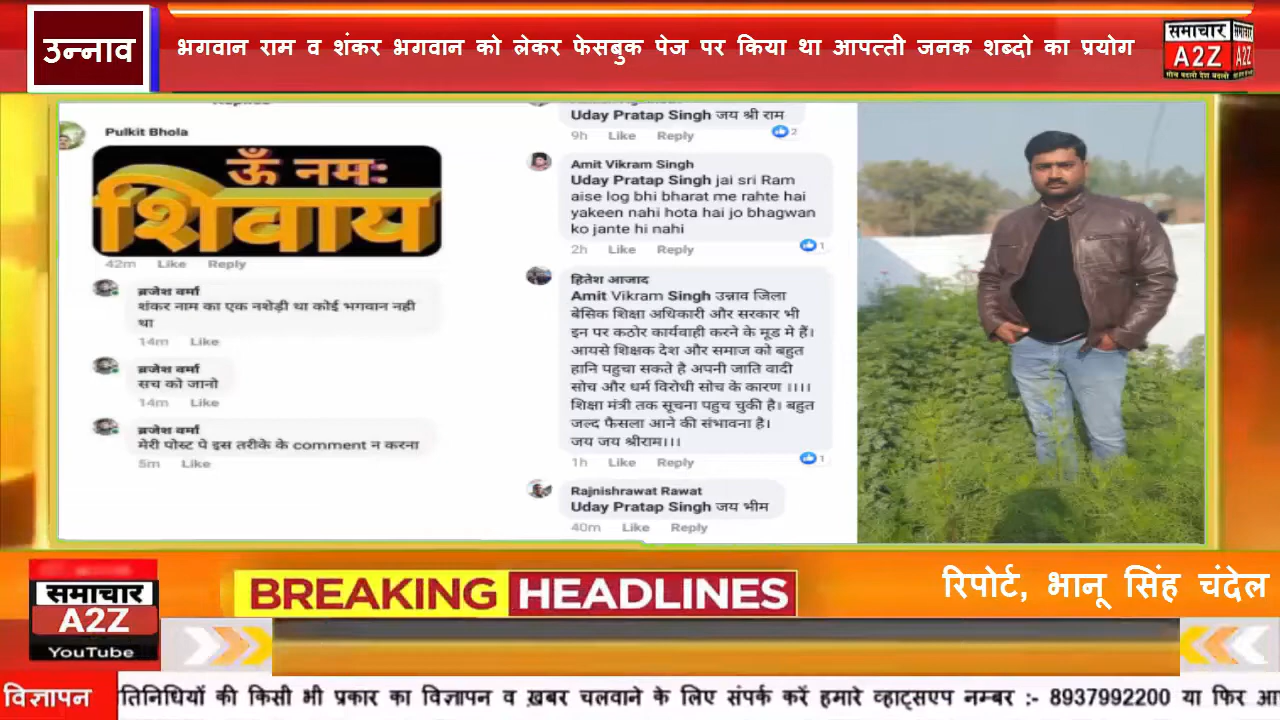 उन्नाव
भगवान राम व शंकर भगवान को लेकर फेसबुक पेज पर किया था आपत्ती जनक शब्दो का प्रयोग
समाचार
A2Z
समाचार
A2Z
Pulkit Bhola
ऊँ नमः
शिवाय
42m Like Reply
ब्रजेश वर्मा
शंकर नाम का एक नशेड़ी था कोई भगवान नही
था
14m Like
ब्रजेश वर्मा
सच को जानो
14m Like
ब्रजेश वर्मा
मेरी पोस्ट पे इस तरीके के comment न करना
5m Like
Uday Pratap Singh जय श्री राम
9h Like Reply
2
Amit Vikram Singh
Uday Pratap Singh jai sri Ram
aise log bhi bharat me rahte hai
yakeen nahi hota hai jo bhagwan
ko jante hi nahi
2h Like Reply
1
हितेश आजाद
Amit Vikram Singh उन्नाव जिला
बेसिक शिक्षा अधिकारी और सरकार भी
इन पर कठोर कार्यवाही करने के मूड मे हैं।
आयसे शिक्षक देश और समाज को बहुत
हानि पहुचा सकते है अपनी जाति वादी
सोच और धर्म विरोधी सोच के कारण ।।।।
शिक्षा मंत्री तक सूचना पहुच चुकी है। बहुत
जल्द फैसला आने की संभावना है।
जय जय श्रीराम।।।
1h Like Reply
1
Rajnishrawat Rawat
Uday Pratap Singh जय भीम
40m Like Reply
समाचार
A2Z
YouTube
BREAKING HEADLINES
रिपोर्ट, भानू सिंह चंदेल
विज्ञापन
तिनिधियों की किसी भी प्रकार का विज्ञापन व ख़बर चलवाने के लिए संपर्क करें हमारे व्हाट्सएप नम्बर :- 8937992200 या फिर आ